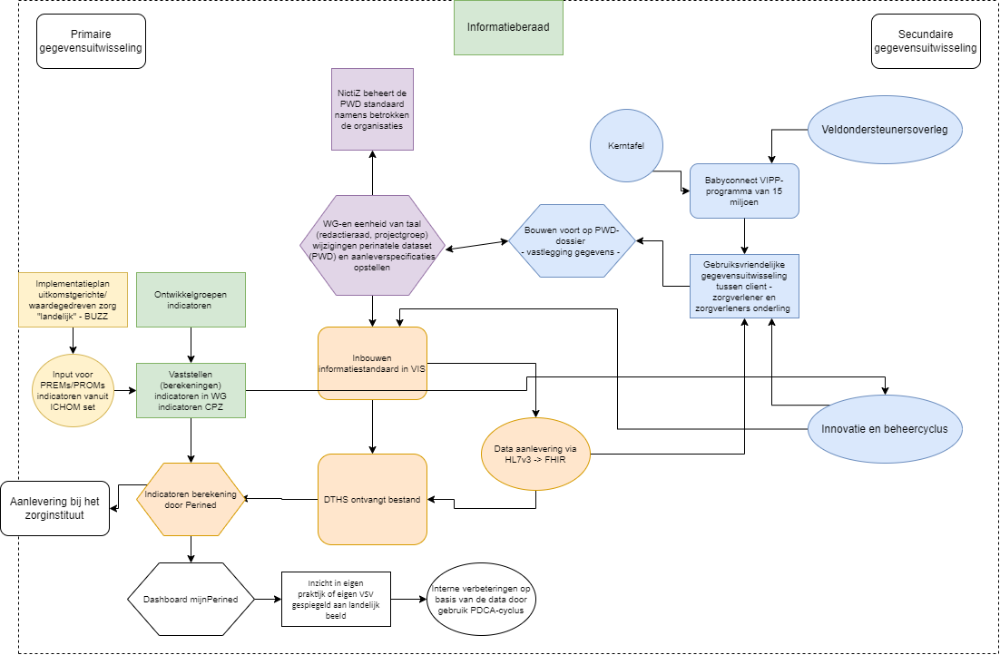 Primaire
gegevensuitwisseling
Informatieberaad
Secundaire
gegevensuitwisseling
NictiZ beheert de
PWD standaard
namens betrokken
de organisaties
Kerntafel
Veldondersteunersoverleg
Babyconnect VIPP-
programma van 15
miljoen
WG-en eenheid van taal
(redactieraad, projectgroep)
wijzigingen perinatele dataset
(PWD) en aanleverspecificaties
opstellen
Bouwen voort op PWD-
dossier
- vastlegging gegevens -
Gebruiksvriendelijke
gegevensuitwisseling
tussen client -
zorgverlener en
zorgverleners onderling
Implementatieplan
uitkomstgerichte/
waardegedreven zorg
"landelijk" - BUZZ
Ontwikkelgroepen
indicatoren
Inbouwen
informatiestandaard in VIS
Input voor
PREMs/PROMs
indicatoren vanuit
ICHOM set
Vaststellen
(berekeningen)
indicatoren in WG
indicatoren CPZ
Innovatie en beheercyclus
Data aanlevering via
HL7v3 -> FHIR
Aanlevering bij het
zorginstituut
Indicatoren berekening
door Perined
DTHS ontvangt bestand
Dashboard mijnPerined
Inzicht in eigen
praktijk of eigen VSV
gespiegeld aan landelijk
beeld
Interne verbeteringen op
basis van de data door
gebruik PDCA-cyclus